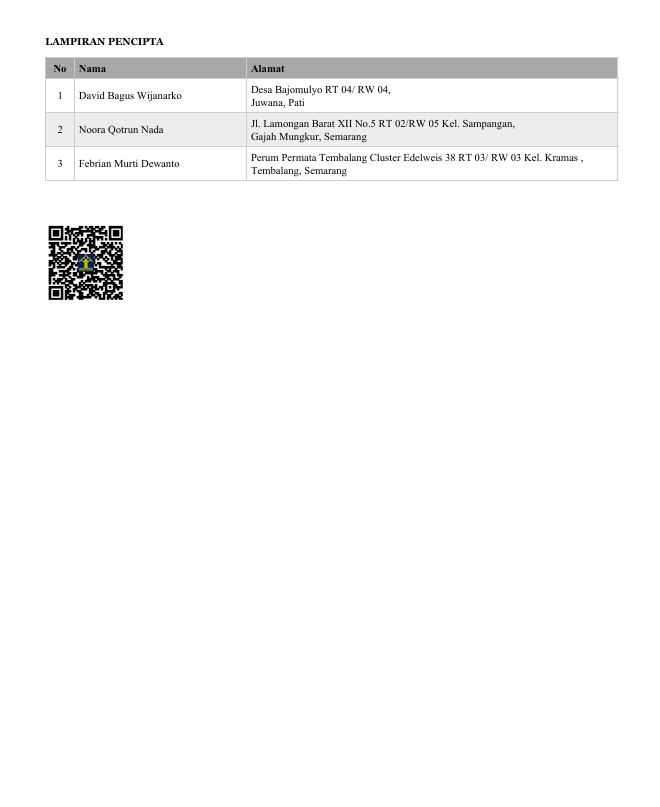 LAMPIRAN PENCIPTA
No Nama Alamat
1 David Bagus Wijanarko Desa Bajomulyo RT 04/ RW 04,
Juwana, Pati
2 Noora Qotrun Nada Jl. Lamongan Barat XII No.5 RT 02/RW 05 Kel. Sampangan,
Gajah Mungkur, Semarang
3 Febrian Murti Dewanto Perum Permata Tembalang Cluster Edelweis 38 RT 03/ RW 03 Kel. Kramas ,
Tembalang, Semarang